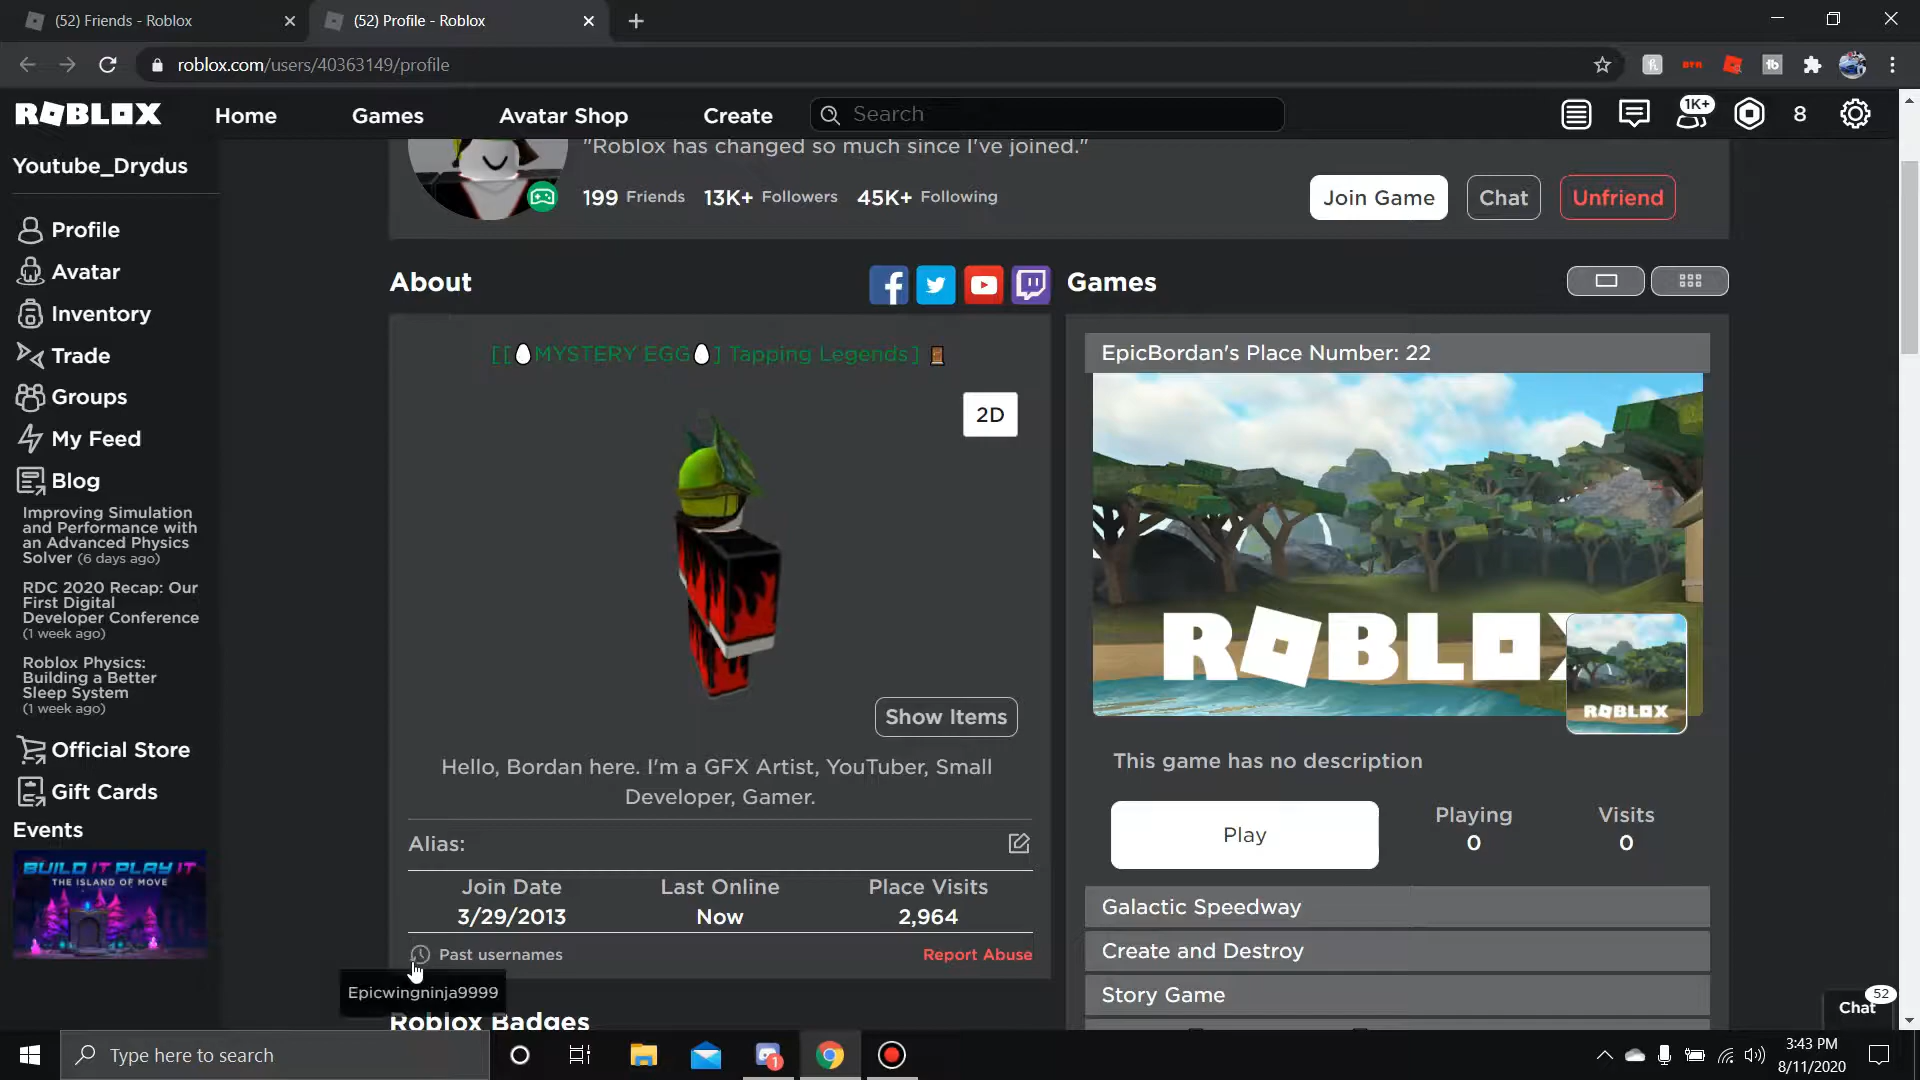 (52) Friends - Roblox
(52) Profile - Roblox
roblox.com/users/40363149/profile
BTR
tb
ROBLOX
Home
Games
Avatar Shop
Create
Search
1K+
8
Youtube_Drydus
Profile
Avatar
Inventory
Trade
Groups
My Feed
Blog
Improving Simulation
and Performance with
an Advanced Physics
Solver (6 days ago)
RDC 2020 Recap: Our
First Digital
Developer Conference
(1 week ago)
Roblox Physics:
Building a Better
Sleep System
(1 week ago)
Official Store
Gift Cards
Events
BUILD IT PLAY IT
THE ISLAND OF MOVE
"Roblox has changed so much since I've joined."
199 Friends 13K+ Followers 45K+ Following
Join Game
Chat
Unfriend
About
[[🥚MYSTERY EGG🥚] Tapping Legends] 🚪
2D
Show Items
Hello, Bordan here. I'm a GFX Artist, YouTuber, Small
Developer, Gamer.
Alias:
Join Date
3/29/2013
Last Online
Now
Place Visits
2,964
Past usernames
Report Abuse
Epicwingninja9999
Roblox Badges
Games
EpicBordan's Place Number: 22
ROBLOX
ROBLOX
This game has no description
Play
Playing
0
Visits
0
Galactic Speedway
Create and Destroy
Story Game
Chat
52
Type here to search
1
3:43 PM
8/11/2020